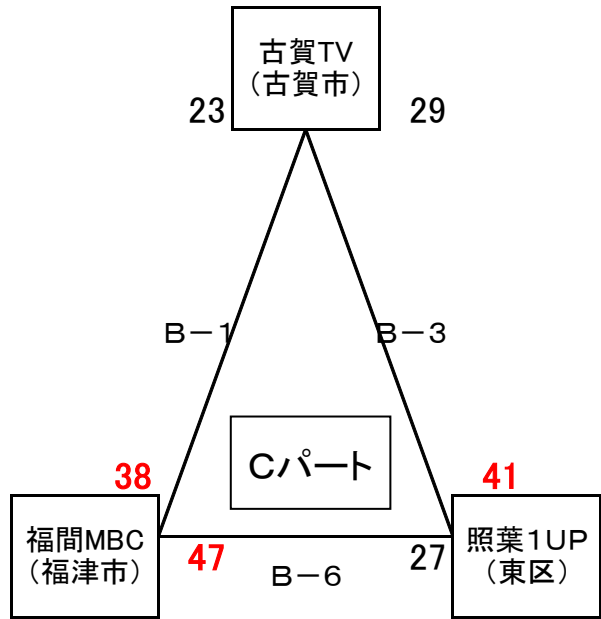 古賀TV
（古賀市）
23
29
B－1
B－3
Cパート
38
41
福間MBC
（福津市）
照葉1UP
（東区）
47
27
B－6